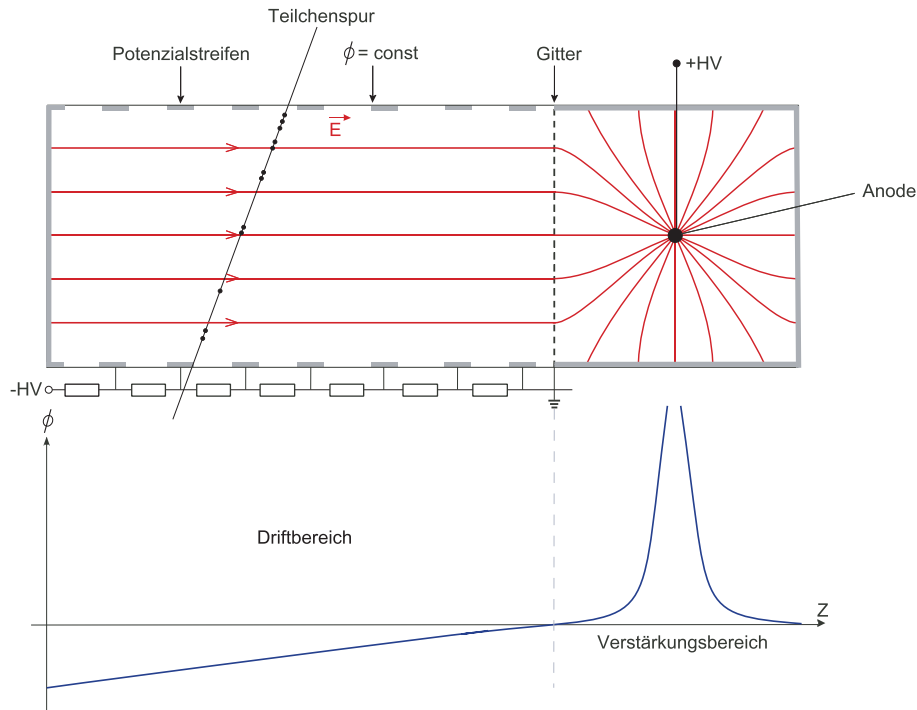 Teilchenspur
Potenzialstreifen
ϕ = const
Gitter
+HV
E
Anode
-HV
ϕ
Driftbereich
Z
Verstärkungsbereich